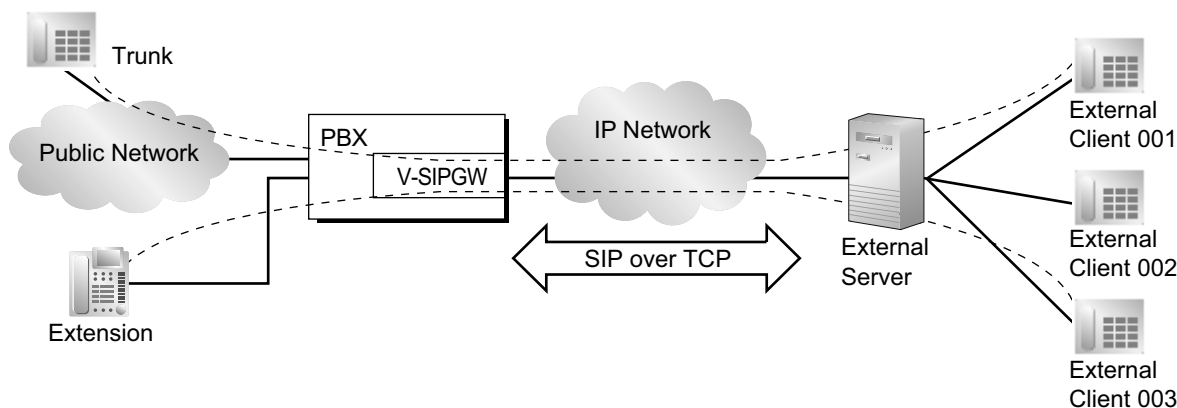 Trunk
Public Network
PBX
V-SIPGW
IP Network
SIP over TCP
Extension
External
Server
External
Client 001
External
Client 002
External
Client 003